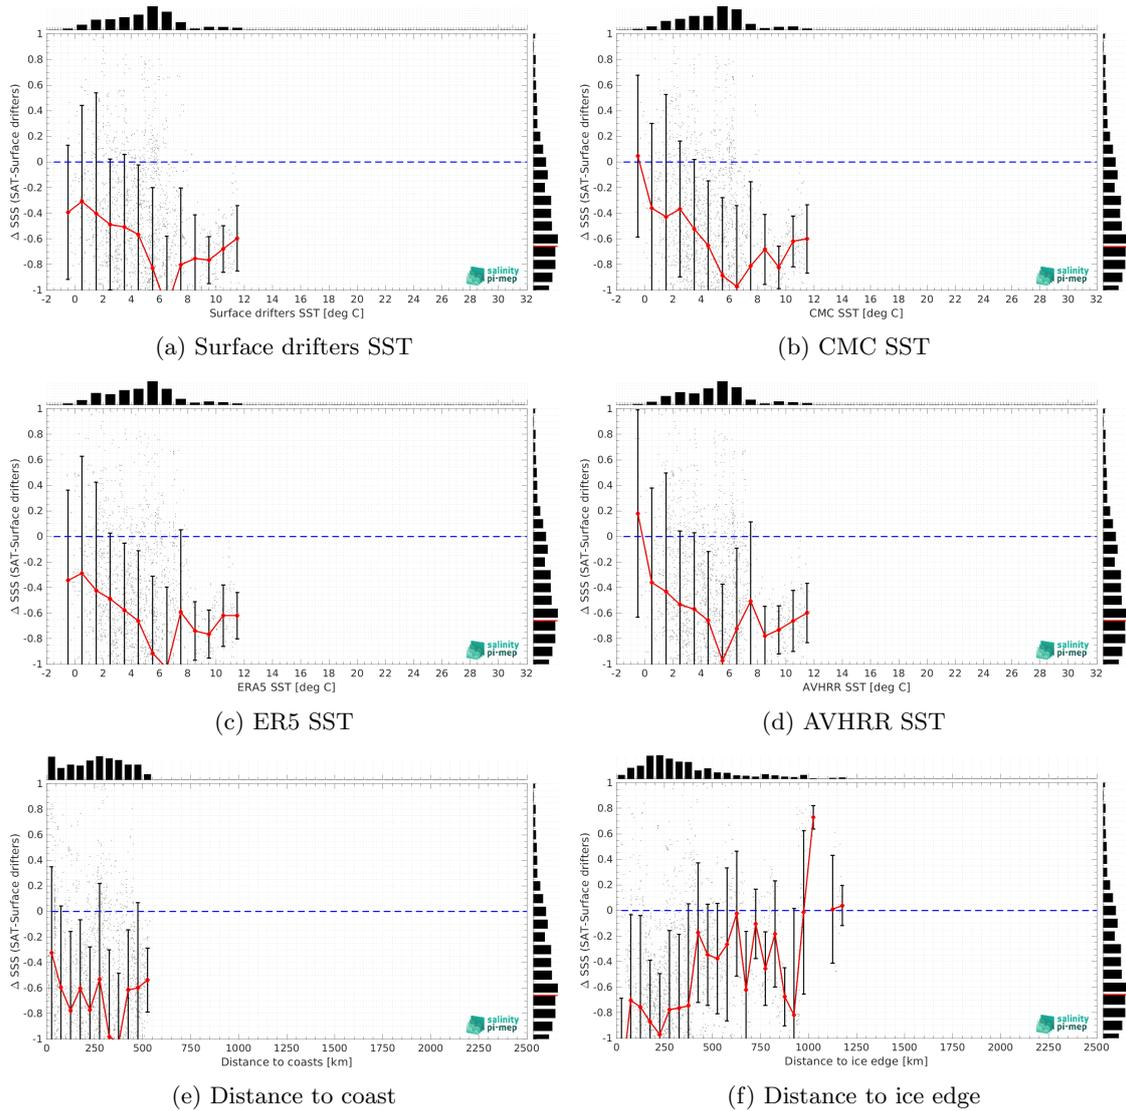 1
0.8
0.6
0.4
0.2
0
-0.2
-0.4
-0.6
-0.8
-1
Δ SSS (SAT-Surface drifters)
salinity
pi-mep
-2 0 2 4 6 8 10 12 14 16 18 20 22 24 26 28 30 32
Surface drifters SST [deg C]
(a) Surface drifters SST
1
0.8
0.6
0.4
0.2
0
-0.2
-0.4
-0.6
-0.8
-1
Δ SSS (SAT-Surface drifters)
salinity
pi-mep
-2 0 2 4 6 8 10 12 14 16 18 20 22 24 26 28 30 32
CMC SST [deg C]
(b) CMC SST
1
0.8
0.6
0.4
0.2
0
-0.2
-0.4
-0.6
-0.8
-1
Δ SSS (SAT-Surface drifters)
salinity
pi-mep
-2 0 2 4 6 8 10 12 14 16 18 20 22 24 26 28 30 32
ERA5 SST [deg C]
(c) ER5 SST
1
0.8
0.6
0.4
0.2
0
-0.2
-0.4
-0.6
-0.8
-1
Δ SSS (SAT-Surface drifters)
salinity
pi-mep
-2 0 2 4 6 8 10 12 14 16 18 20 22 24 26 28 30 32
AVHRR SST [deg C]
(d) AVHRR SST
1
0.8
0.6
0.4
0.2
0
-0.2
-0.4
-0.6
-0.8
-1
Δ SSS (SAT-Surface drifters)
salinity
pi-mep
0 250 500 750 1000 1250 1500 1750 2000 2250 2500
Distance to coasts [km]
(e) Distance to coast
1
0.8
0.6
0.4
0.2
0
-0.2
-0.4
-0.6
-0.8
-1
Δ SSS (SAT-Surface drifters)
salinity
pi-mep
0 250 500 750 1000 1250 1500 1750 2000 2250 2500
Distance to ice edge [km]
(f) Distance to ice edge